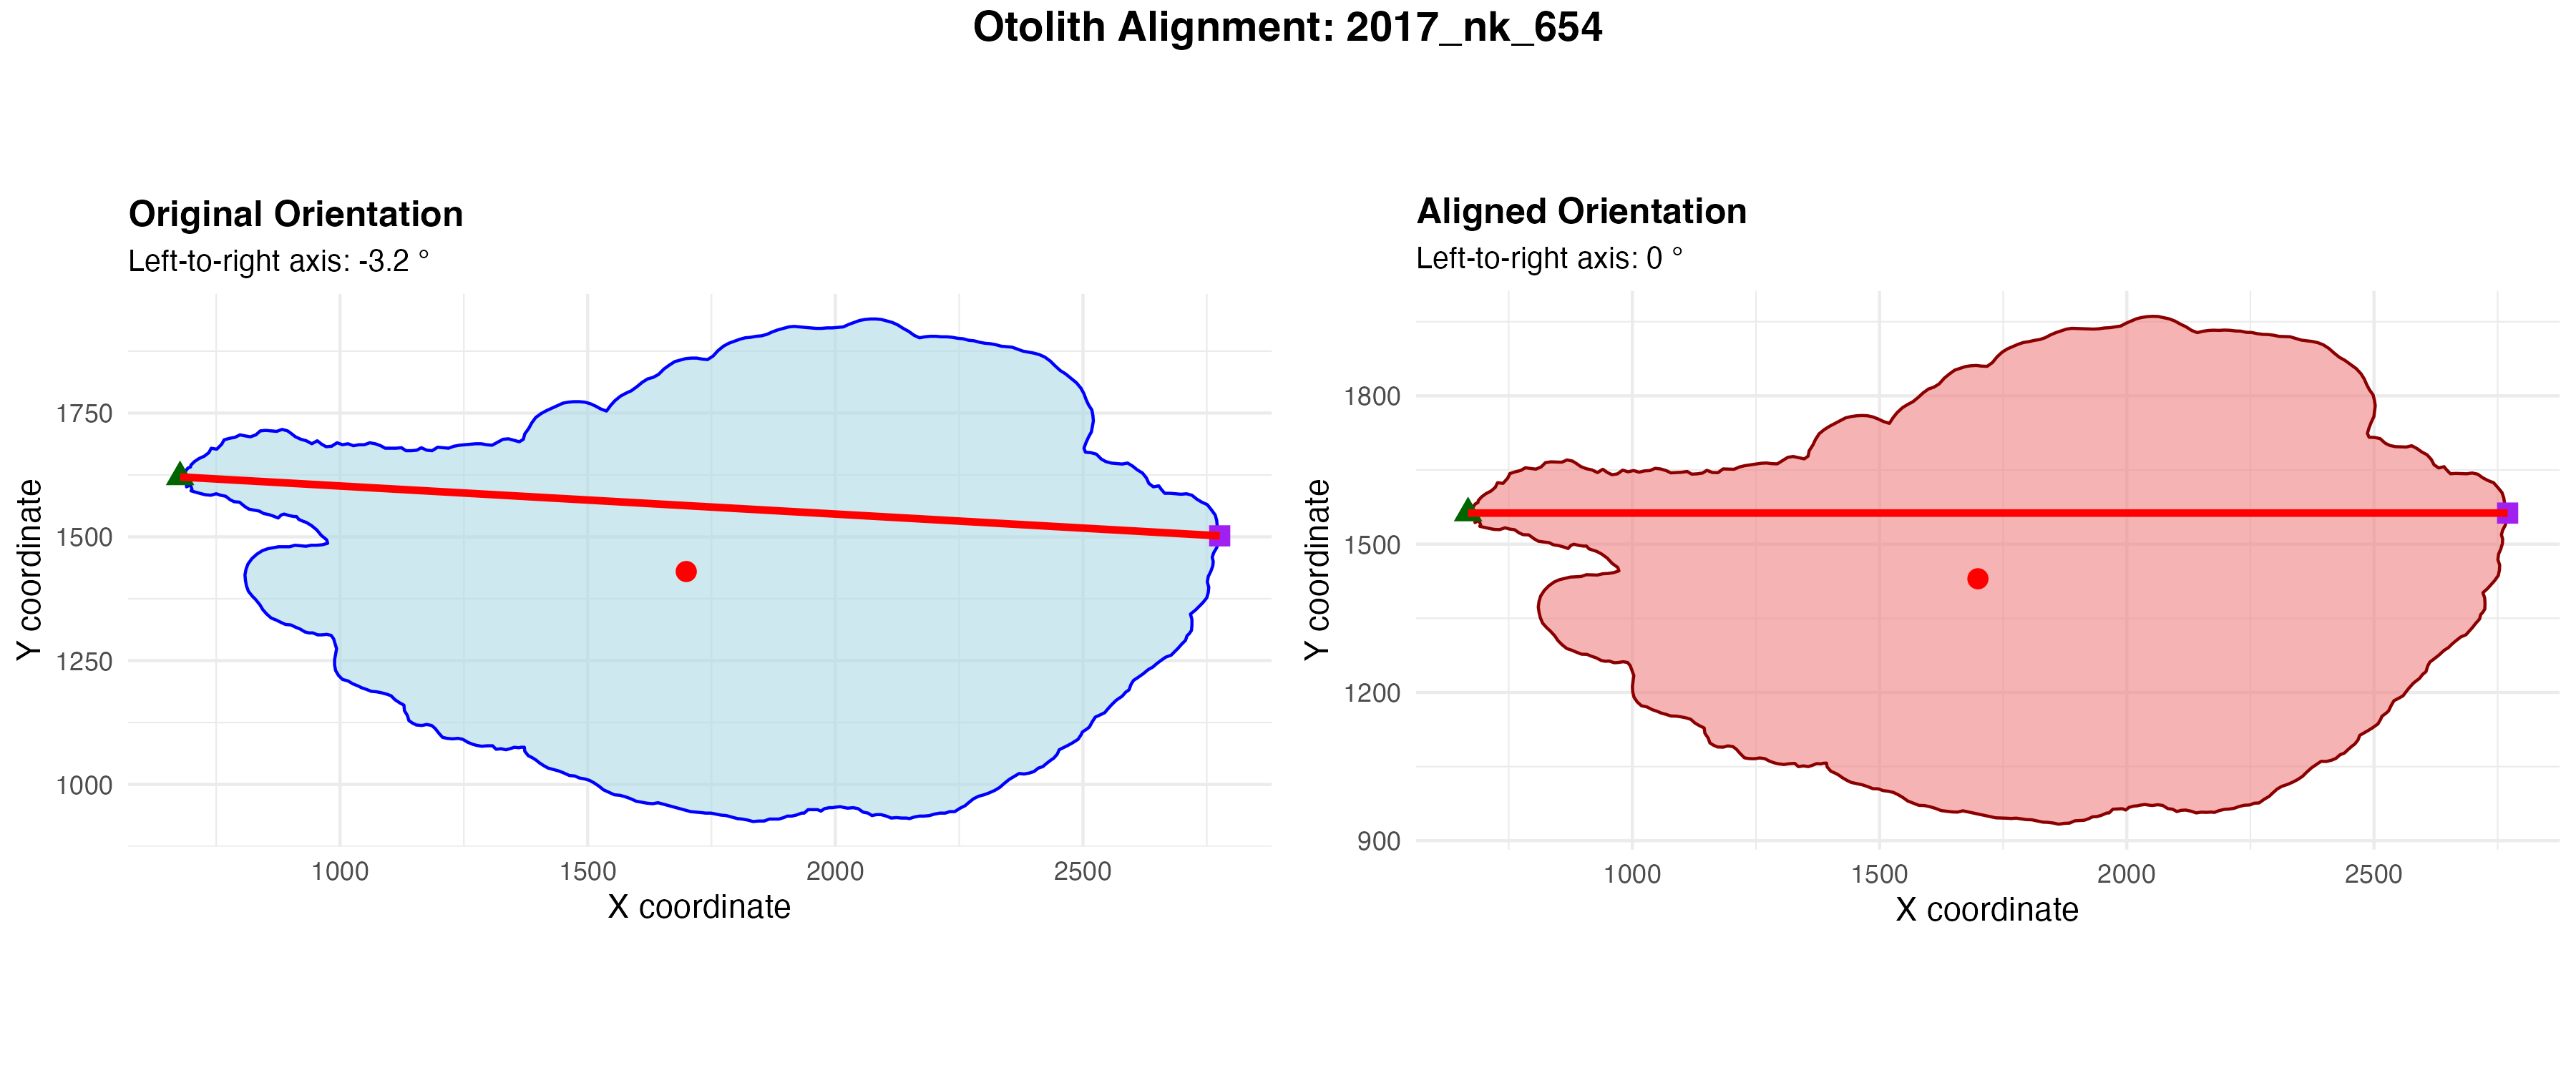 Otolith Alignment: 2017_nk_654
Original Orientation
Left-to-right axis: -3.2 °
Y coordinate
1750
1500
1250
1000
1000 1500 2000 2500
X coordinate
Aligned Orientation
Left-to-right axis: 0 °
Y coordinate
1800
1500
1200
900
1000 1500 2000 2500
X coordinate